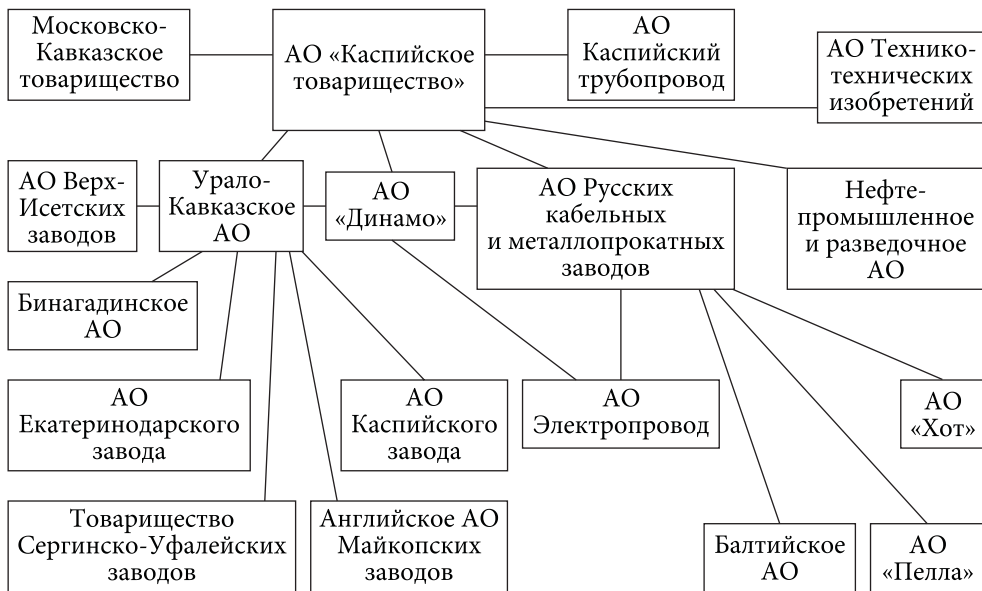 Московско-
Кавказское
товарищество
АО «Каспийское
товарищество»
АО
Каспийский
трубопровод
АО Технико-
технических
изобретений
АО Верх-
Исетских
заводов
Урало-
Кавказское
АО
АО
«Динамо»
АО Русских
кабельных
и металлопрокатных
заводов
Нефте-
промышленное
и разведочное
АО
Бинагадинское
АО
АО
Екатеринодарского
завода
АО
Каспийского
завода
АО
Электропровод
АО
«Хот»
Товарищество
Сергинско-Уфалейских
заводов
Английское АО
Майкопских
заводов
Балтийское
АО
АО
«Пелла»